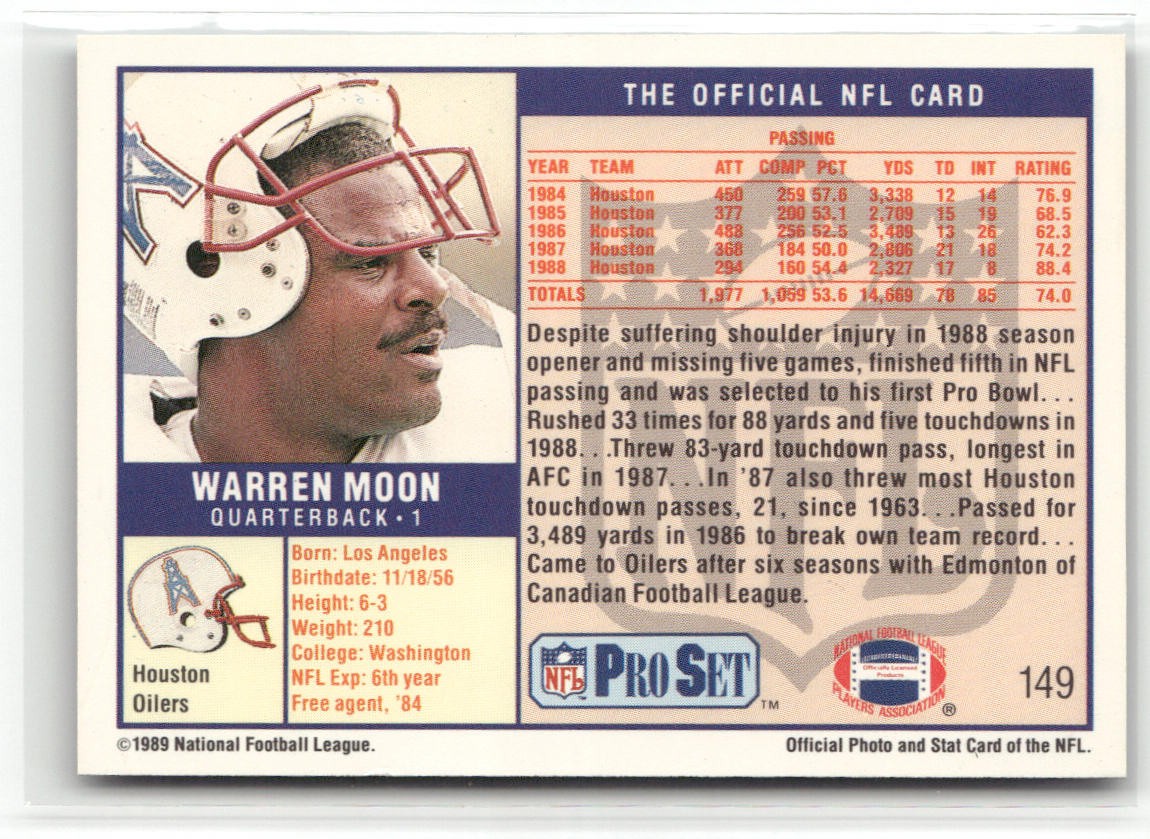 THE OFFICIAL NFL CARD
PASSING
YEAR TEAM ATT COMP PCT YDS TD INT RATING
1984 Houston 450 259 57.6 3,338 12 14 76.9
1985 Houston 377 200 53.1 2,709 15 19 68.5
1986 Houston 488 256 52.5 3,489 13 26 62.3
1987 Houston 368 184 50.0 2,806 21 18 74.2
1988 Houston 294 160 54.4 2,327 17 8 88.4
TOTALS 1,977 1,059 53.6 14,669 78 85 74.0
Despite suffering shoulder injury in 1988 season
opener and missing five games, finished fifth in NFL
passing and was selected to his first Pro Bowl...
Rushed 33 times for 88 yards and five touchdowns in
1988...Threw 83-yard touchdown pass, longest in
AFC in 1987...In '87 also threw most Houston
touchdown passes, 21, since 1963...Passed for
3,489 yards in 1986 to break own team record...
Came to Oilers after six seasons with Edmonton of
Canadian Football League.
WARREN MOON
QUARTERBACK • 1
Houston
Oilers
Born: Los Angeles
Birthdate: 11/18/56
Height: 6-3
Weight: 210
College: Washington
NFL Exp: 6th year
Free agent, '84
NFL PRO SET TM
NATIONAL FOOTBALL LEAGUE
Officially Licensed
Products
PLAYERS ASSOCIATION ®
149
©1989 National Football League.
Official Photo and Stat Card of the NFL.
NFL